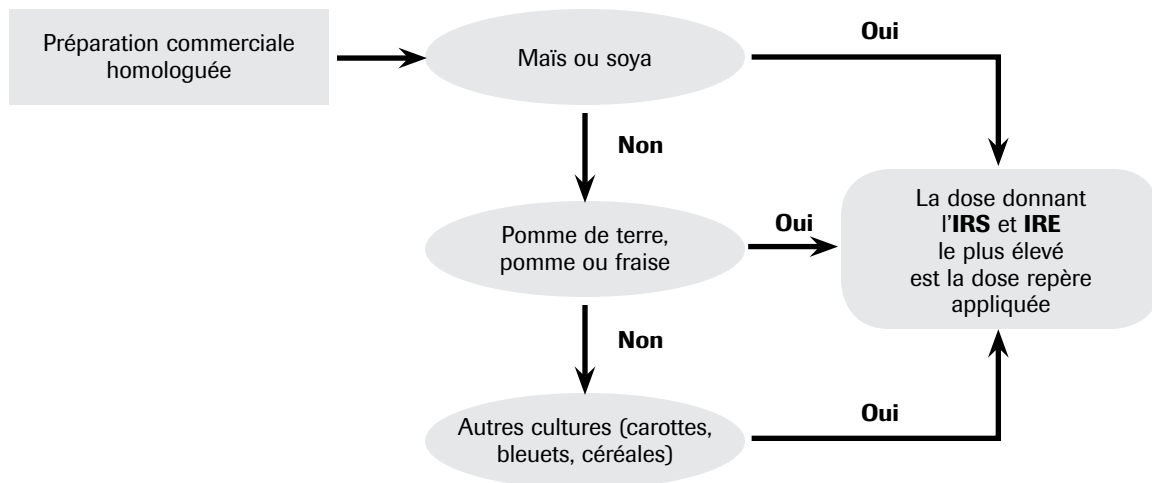 Préparation commerciale
homologuée
Maïs ou soya
Oui
Non
Pomme de terre,
pomme ou fraise
Oui
La dose donnant
l'IRS et IRE
le plus élevé
est la dose repère
appliquée
Non
Autres cultures (carottes,
bleuets, céréales)
Oui